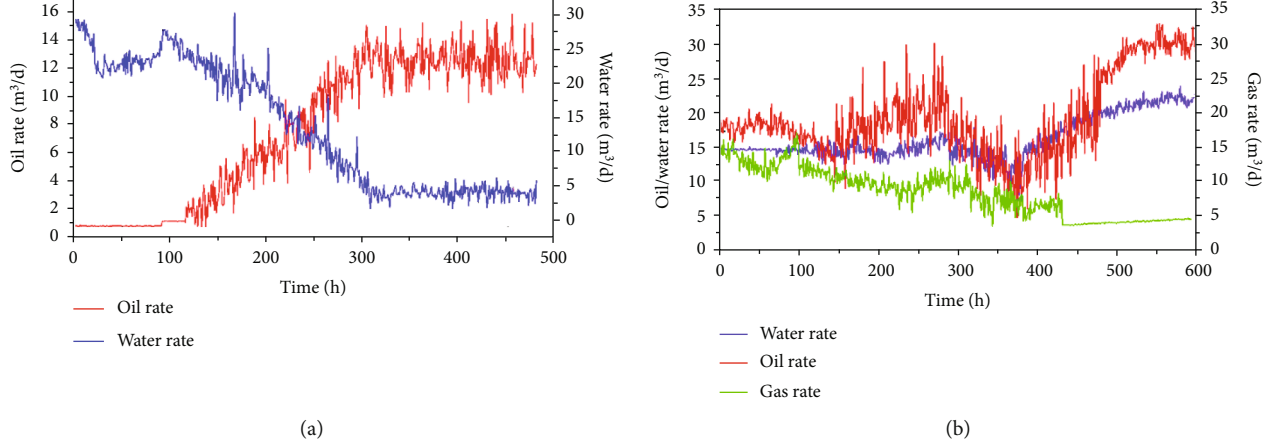 16
14
12
10
8
6
4
2
0
Oil rate (m³/d)
30
25
20
15
10
5
0
Water rate (m³/d)
0 100 200 300 400 500
Time (h)
Oil rate
Water rate
(a)
35
30
25
20
15
10
5
0
Oil/water rate (m³/d)
35
30
25
20
15
10
5
0
Gas rate (m³/d)
0 100 200 300 400 500 600
Time (h)
Water rate
Oil rate
Gas rate
(b)